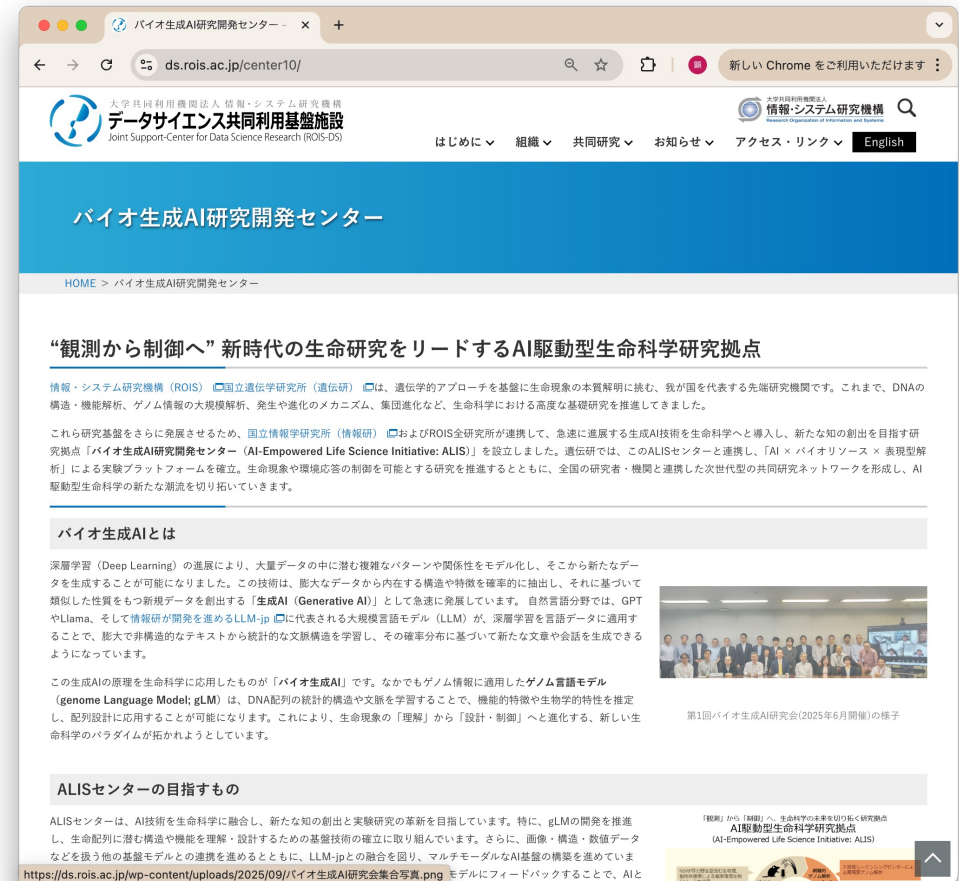 バイオ生成AI研究開発センター -
ds.rois.ac.jp/center10/
新しい Chrome をご利用いただけます
大学共同利用機関法人 情報・システム研究機構
データサイエンス共同利用基盤施設
Joint Support-Center for Data Science Research (ROIS-DS)
大学共同利用機関法人
情報・システム研究機構
Research Organization of Information and Systems
はじめに 組織 共同研究 お知らせ アクセス・リンク English
バイオ生成AI研究開発センター
HOME > バイオ生成AI研究開発センター
“観測から制御へ” 新時代の生命研究をリードするAI駆動型生命科学研究拠点
情報・システム研究機構（ROIS）国立遺伝学研究所（遺伝研）は、遺伝学的アプローチを基盤に生命現象の本質解明に挑む、我が国を代表する先端研究機関です。これまで、DNAの
構造・機能解析、ゲノム情報の大規模解析、発生や進化のメカニズム、集団進化など、生命科学における高度な基礎研究を推進してきました。
これら研究基盤をさらに発展させるため、国立情報学研究所（情報研）およびROIS全研究所が連携して、急速に進展する生成AI技術を生命科学へと導入し、新たな知の創出を目指す研
究拠点「バイオ生成AI研究開発センター（AI-Empowered Life Science Initiative: ALIS）」を設立しました。遺伝研では、このALISセンターと連携し、「AI × バイオリソース × 表現型解
析」による実験プラットフォームを確立。生命現象や環境応答の制御を可能とする研究を推進するとともに、全国の研究者・機関と連携した次世代型の共同研究ネットワークを形成し、AI
駆動型生命科学の新たな潮流を切り拓いていきます。
バイオ生成AIとは
深層学習（Deep Learning）の進展により、大量データの中に潜む複雑なパターンや関係性をモデル化し、そこから新たなデー
タを生成することが可能になりました。この技術は、膨大なデータから内在する構造や特徴を確率的に抽出し、それに基づいて
類似した性質をもつ新規データを創出する「生成AI（Generative AI）」として急速に発展しています。 自然言語分野では、GPT
やLlama、そして情報研が開発を進めるLLM-jp に代表される大規模言語モデル（LLM）が、深層学習を言語データに適用す
ることで、膨大で非構造的なテキストから統計的な文脈構造を学習し、その確率分布に基づいて新たな文章や会話を生成できる
ようになっています。
この生成AIの原理を生命科学に応用したものが「バイオ生成AI」です。なかでもゲノム情報に適用したゲノム言語モデル
（genome Language Model; gLM）は、DNA配列の統計的構造や文脈を学習することで、機能的特徴や生物学的特性を推定
し、配列設計に応用することが可能になります。これにより、生命現象の「理解」から「設計・制御」へと進化する、新しい生
命科学のパラダイムが拓かれようとしています。
第1回バイオ生成AI研究会(2025年6月開催)の様子
ALISセンターの目指すもの
ALISセンターは、AI技術を生命科学に融合し、新たな知の創出と実験研究の革新を目指しています。特に、gLMの開発を推進
し、生命配列に潜む構造や機能を理解・設計するための基盤技術の確立に取り組んでいます。さらに、画像・構造・数値データ
などを扱う他の基盤モデルとの連携を進めるとともに、LLM-jpとの融合を図り、マルチモーダルなAI基盤の構築を進めていま
モデルにフィードバックすることで、AIと
「観測」から「制御」へ、生命科学の未来を切り拓く研究拠点
AI駆動型生命科学研究拠点
(AI-Empowered Life Science Initiative: ALIS)
https://ds.rois.ac.jp/wp-content/uploads/2025/09/バイオ生成AI研究会集合写真.png